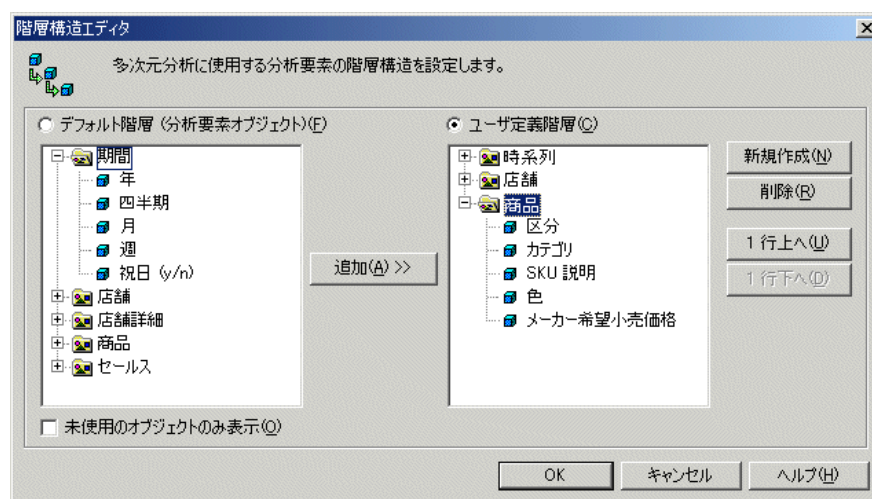 階層構造エディタ
多次元分析に使用する分析要素の階層構造を設定します。
デフォルト階層 (分析要素オブジェクト)(F)
期間
年
四半期
月
週
祝日 (y/n)
店舗
店舗詳細
商品
セールス
未使用のオブジェクトのみ表示(O)
追加(A) >>
ユーザ定義階層(C)
時系列
店舗
商品
区分
カテゴリ
SKU 説明
色
メーカー希望小売価格
新規作成(N)
削除(R)
1 行上へ(U)
1 行下へ(D)
OK
キャンセル
ヘルプ(H)